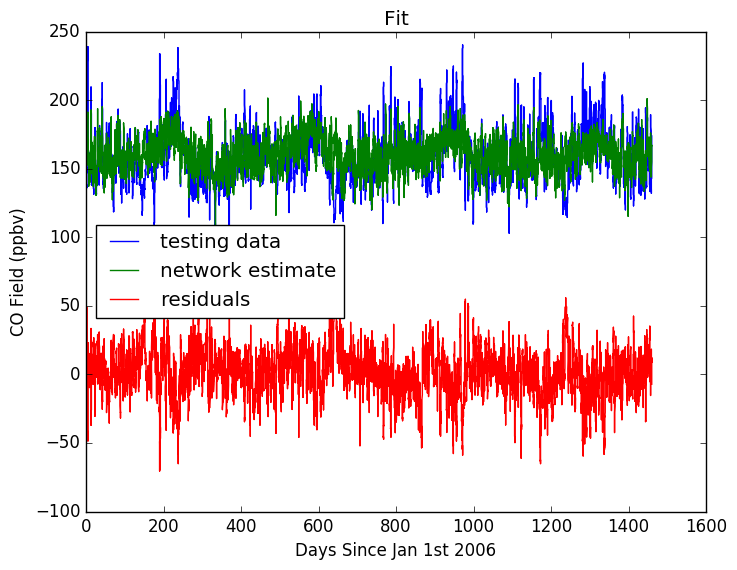 Fit
250
200
150
100
50
0
−50
−100
CO Field (ppbv)
testing data
network estimate
residuals
0 200 400 600 800 1000 1200 1400 1600
Days Since Jan 1st 2006